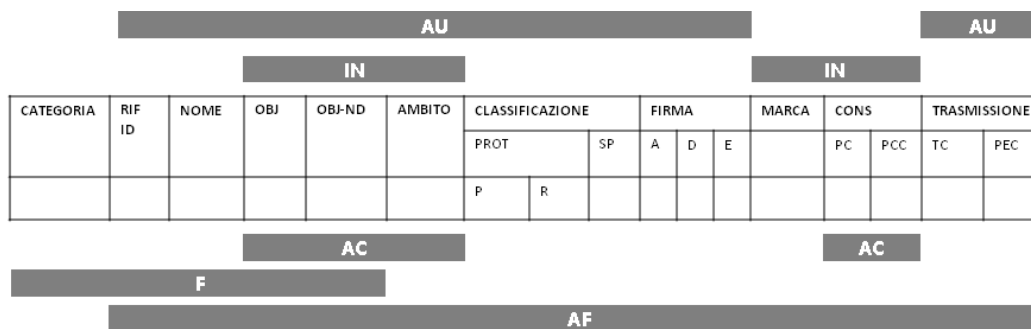 AU AU
IN IN
CATEGORIA RIF ID NOME OBJ OBJ-ND AMBITO CLASSIFICAZIONE FIRMA MARCA CONS TRASMISSIONE
PROT SP A D E PC PCC TC PEC
P R
AC AC
F
AF